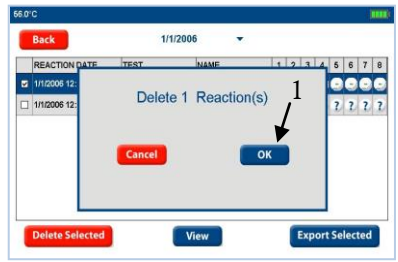 66.0°C
Back 1/1/2006
REACTION DATE TEST NAME 1 2 3 4 5 6 7 8
1/1/2006 12: - - - -
1/1/2006 12: ? ? ? ?
Delete 1 Reaction(s)
1
Cancel OK
Delete Selected View Export Selected